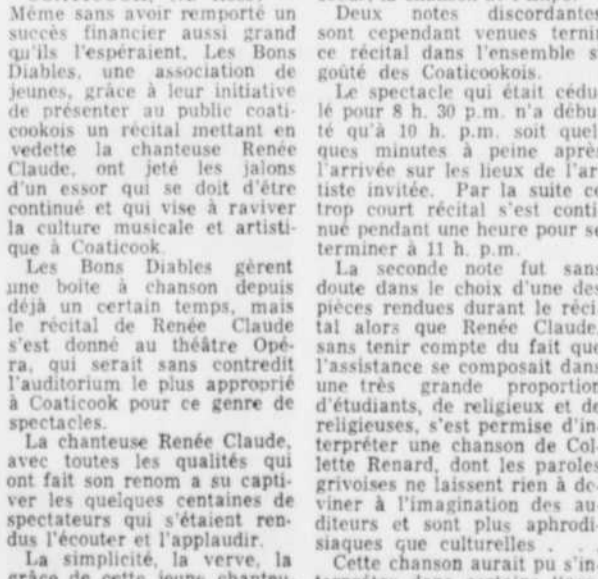 Même sans avoir remporté un
succès financier aussi grand
qu'ils l'espéraient, Les Bons
Diables, une association de
jeunes, grâce à leur initiative
de présenter au public coati-
cookois un récital mettant en
vedette la chanteuse Renée
Claude, ont jeté les jalons
d'un essor qui se doit d'être
continué et qui vise à raviver
la culture musicale et artisti-
que à Coaticook.
Les Bons Diables gèrent
une boite à chanson depuis
déjà un certain temps, mais
le récital de Renée Claude
s'est donné au théâtre Opé-
ra, qui serait sans contredit
l'auditorium le plus approprié
à Coaticook pour ce genre de
spectacles.
La chanteuse Renée Claude,
avec toutes les qualités qui
ont fait son renom a su capti-
ver les quelques centaines de
spectateurs qui s'étaient ren-
dus l'écouter et l'applaudir.
La simplicité, la verve, la
grâce de cette jeune chanteu-
Deux notes discordantes
sont cependant venues ternir
ce récital dans l'ensemble si
goûté des Coaticookois.
Le spectacle qui était cédu-
lé pour 8 h. 30 p.m. n'a débu-
té qu'à 10 h. p.m. soit quel-
ques minutes à peine après
l'arrivée sur les lieux de l'ar-
tiste invitée. Par la suite ce
trop court récital s'est conti-
nué pendant une heure pour se
terminer à 11 h. p.m.
La seconde note fut sans
doute dans le choix d'une des
pièces rendues durant le réci-
tal alors que Renée Claude,
sans tenir compte du fait que
l'assistance se composait dans
une très grande proportion
d'étudiants, de religieux et de
religieuses, s'est permise d'in-
terpréter une chanson de Col-
lette Renard, dont les paroles
grivoises ne laissent rien à de-
viner à l'imagination des au-
diteurs et sont plus aphrodi-
siaques que culturelles . . .
Cette chanson aurait pu s'in-